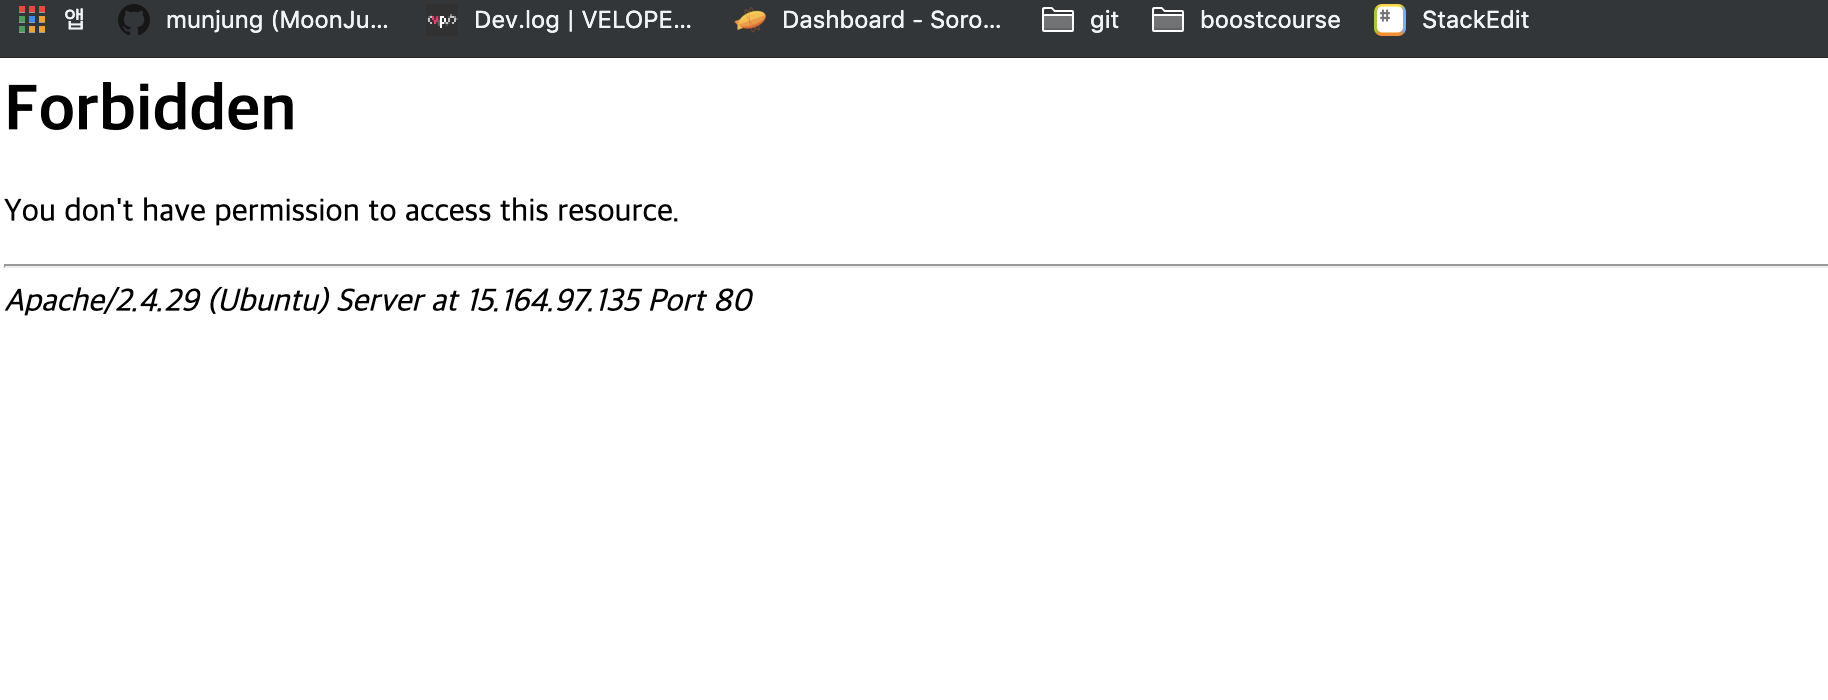 앱 munjung (MoonJu... Dev.log | VELOPE... Dashboard - Soro... git boostcourse # StackEdit
Forbidden
You don't have permission to access this resource.
Apache/2.4.29 (Ubuntu) Server at 15.164.97.135 Port 80